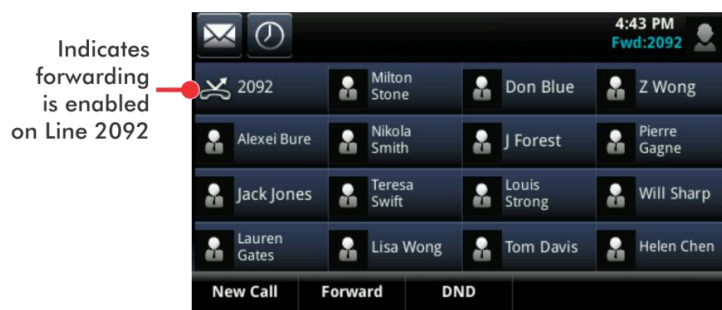 Indicates
forwarding
is enabled
on Line 2092
4:43 PM
Fwd:2092
2092
Milton
Stone
Don Blue
Z Wong
Alexei Bure
Nikola
Smith
J Forest
Pierre
Gagne
Jack Jones
Teresa
Swift
Louis
Strong
Will Sharp
Lauren
Gates
Lisa Wong
Tom Davis
Helen Chen
New Call
Forward
DND